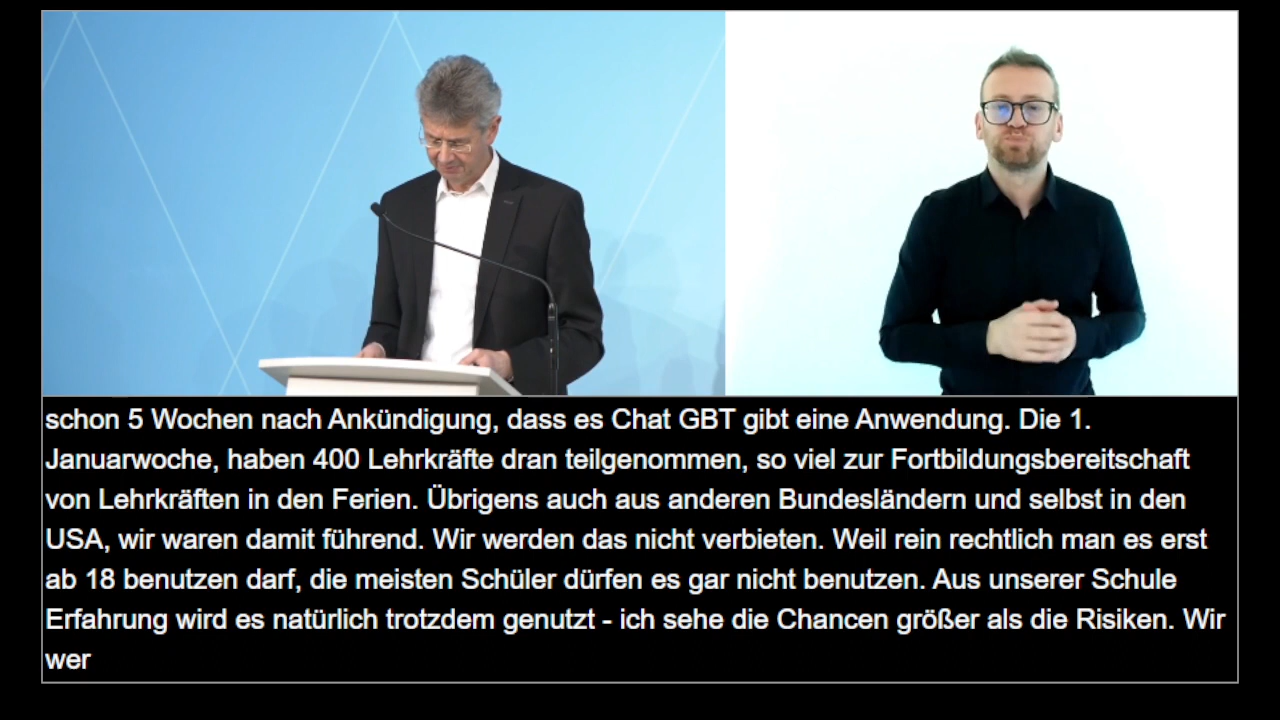 schon 5 Wochen nach Ankündigung, dass es Chat GBT gibt eine Anwendung. Die 1.
Januarwoche, haben 400 Lehrkräfte dran teilgenommen, so viel zur Fortbildungsbereitschaft
von Lehrkräften in den Ferien. Übrigens auch aus anderen Bundesländern und selbst in den
USA, wir waren damit führend. Wir werden das nicht verbieten. Weil rein rechtlich man es erst
ab 18 benutzen darf, die meisten Schüler dürfen es gar nicht benutzen. Aus unserer Schule
Erfahrung wird es natürlich trotzdem genutzt - ich sehe die Chancen größer als die Risiken. Wir
wer